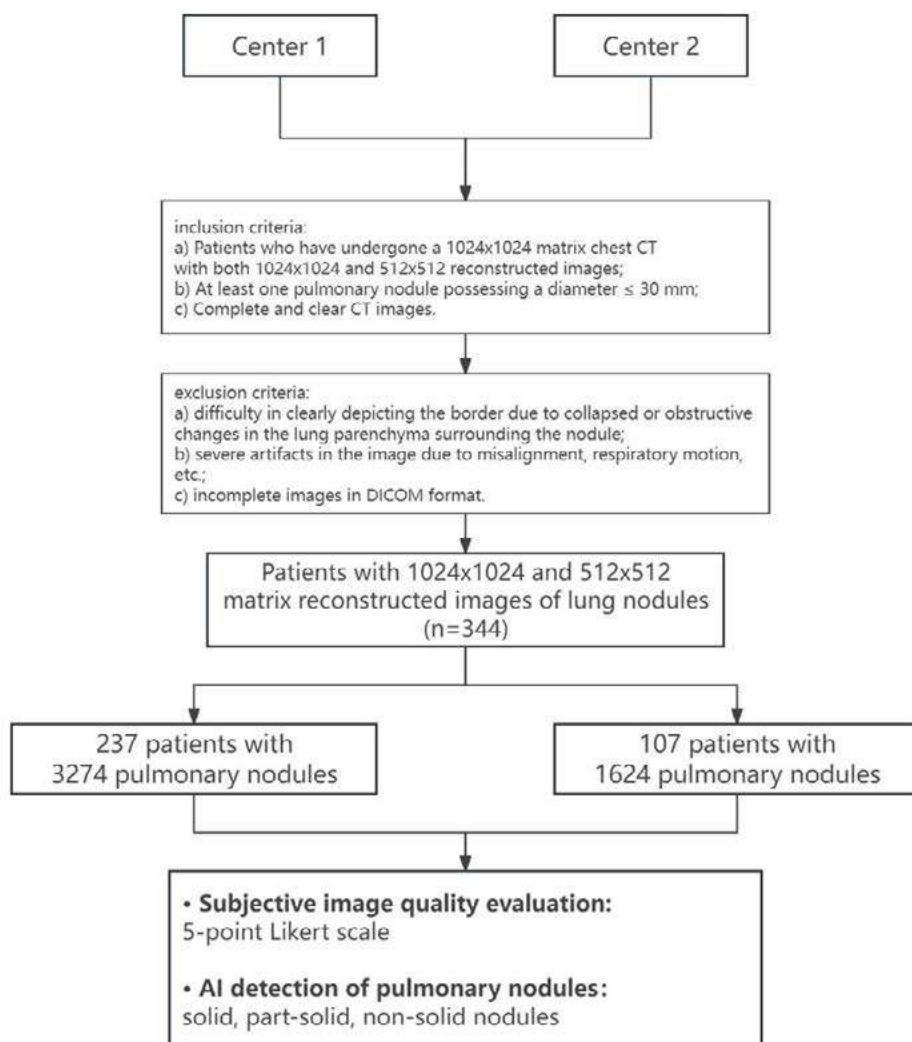 Center 1
Center 2
inclusion criteria:
a) Patients who have undergone a 1024x1024 matrix chest CT
with both 1024x1024 and 512x512 reconstructed images;
b) At least one pulmonary nodule possessing a diameter ≤ 30 mm;
c) Complete and clear CT images.
exclusion criteria:
a) difficulty in clearly depicting the border due to collapsed or obstructive
changes in the lung parenchyma surrounding the nodule;
b) severe artifacts in the image due to misalignment, respiratory motion,
etc.;
c) incomplete images in DICOM format.
Patients with 1024x1024 and 512x512
matrix reconstructed images of lung nodules
(n=344)
237 patients with
3274 pulmonary nodules
107 patients with
1624 pulmonary nodules
• Subjective image quality evaluation:
5-point Likert scale
• AI detection of pulmonary nodules:
solid, part-solid, non-solid nodules